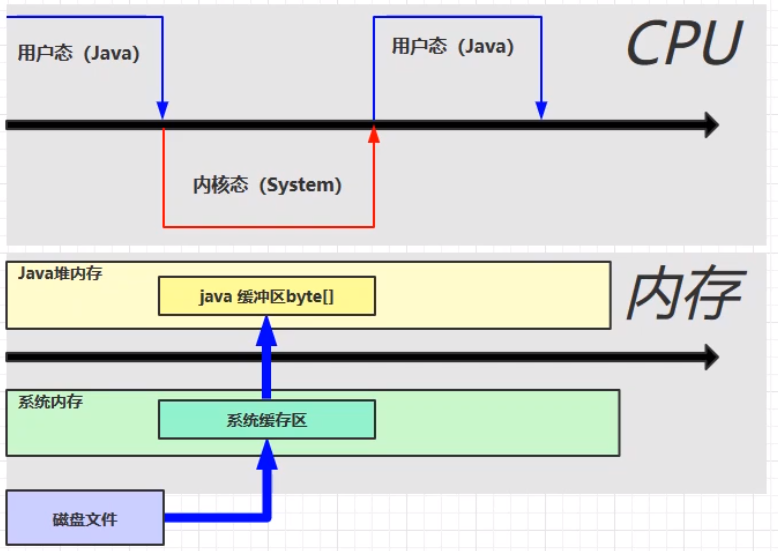 CPU
用户态（Java）
用户态（Java）
内核态（System）
Java堆内存
内存
java 缓冲区byte[]
系统内存
系统缓存区
磁盘文件